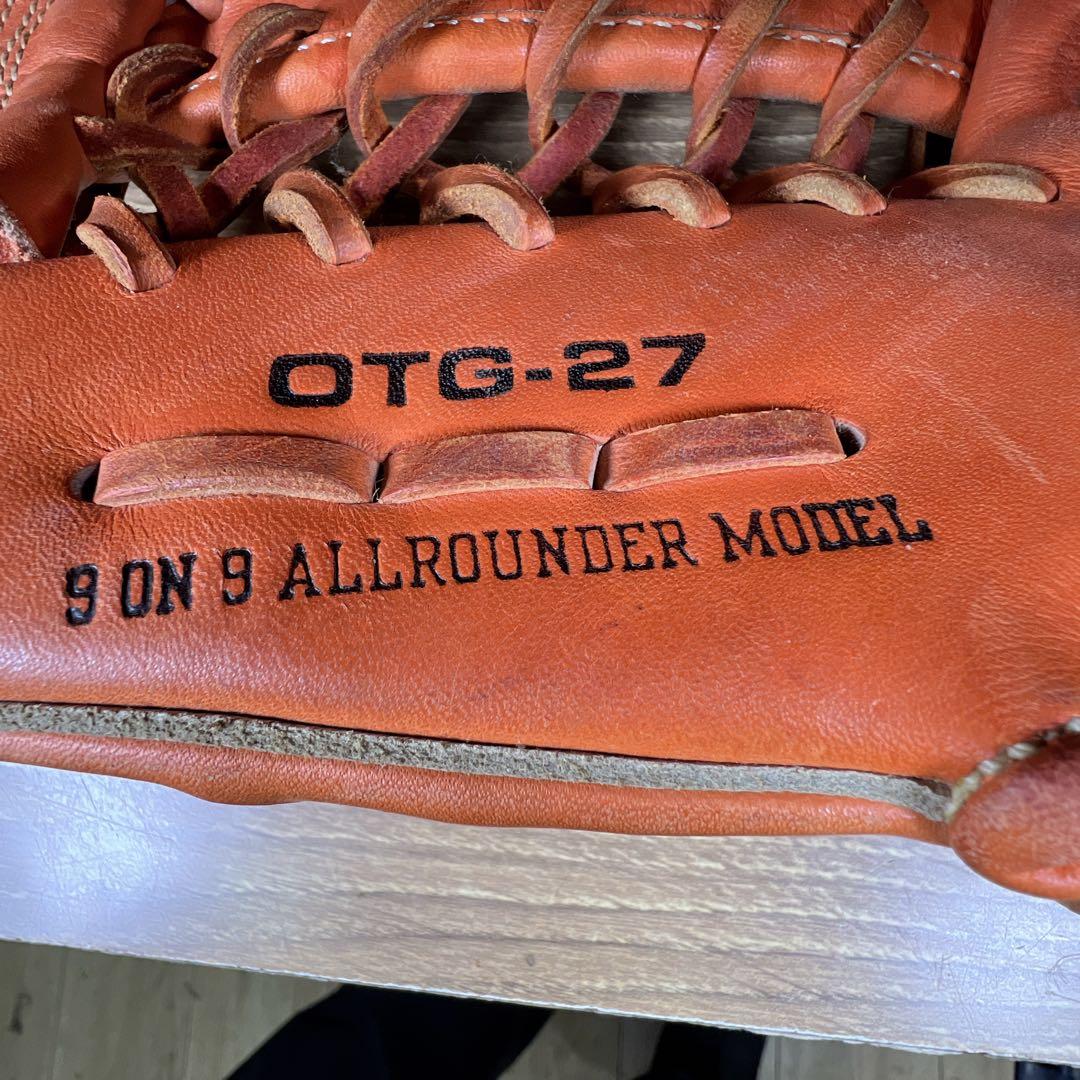 OTG-27
9 ON 9 ALLROUNDER MODEL